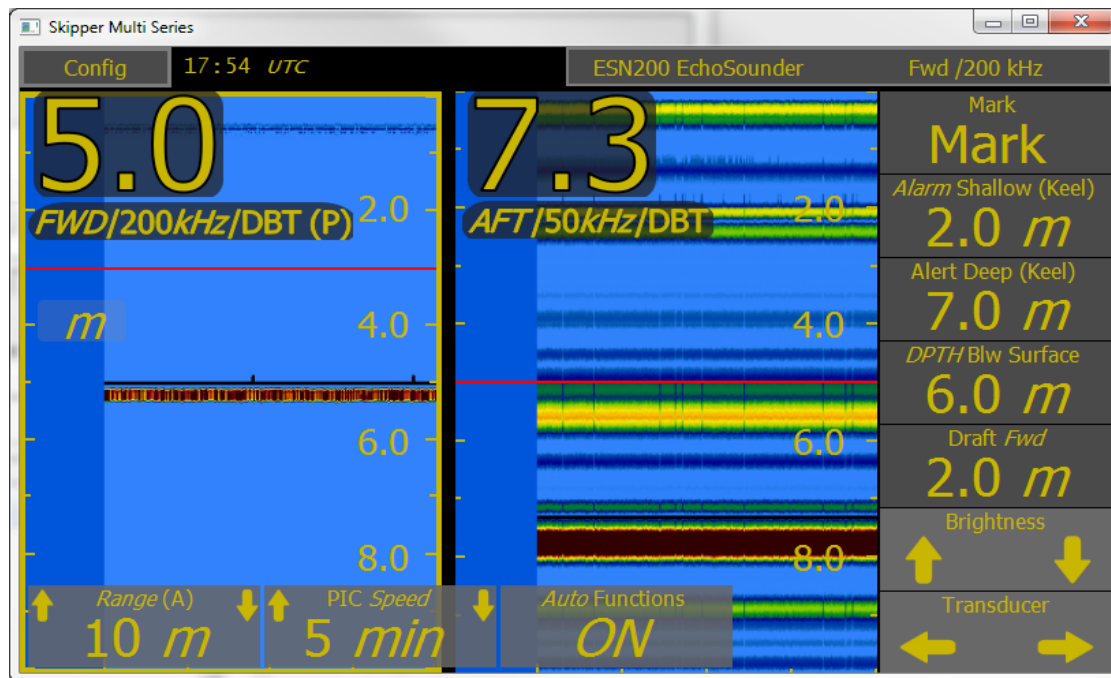 Skipper Multi Series
Config
17:54 UTC
ESN200 EchoSounder Fwd /200 kHz
5.0
FWD/200kHz/DBT (P)
2.0
m
4.0
6.0
8.0
Range (A)
10 m
PIC Speed
5 min
7.3
AFT/50kHz/DBT
2.0
4.0
6.0
8.0
Auto Functions
ON
Mark
Mark
Alarm Shallow (Keel)
2.0 m
Alert Deep (Keel)
7.0 m
DPTH Blw Surface
6.0 m
Draft Fwd
2.0 m
Brightness
Transducer